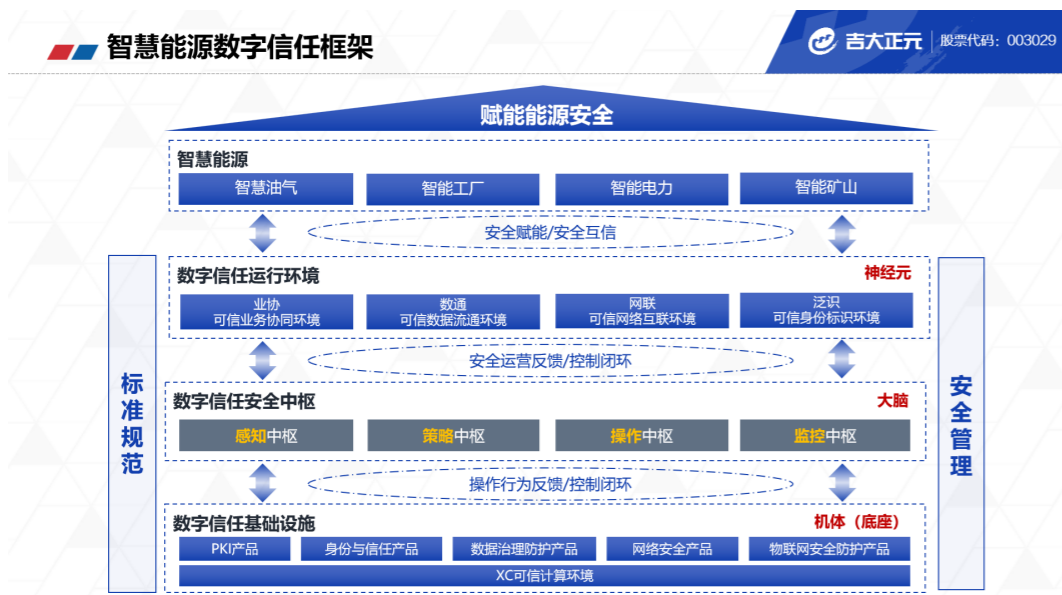 智慧能源数字信任框架
吉大正元
股票代码：003029
赋能能源安全
智慧能源
智慧油气
智能工厂
智能电力
智能矿山
安全赋能/安全互信
数字信任运行环境
神经元
业协
可信业务协同环境
数通
可信数据流通环境
网联
可信网络互联环境
泛识
可信身份标识环境
安全运营反馈/控制闭环
数字信任安全中枢
大脑
感知中枢
策略中枢
操作中枢
监控中枢
操作行为反馈/控制闭环
数字信任基础设施
机体（底座）
PKI产品
身份与信任产品
数据治理防护产品
网络安全产品
物联网安全防护产品
XC可信计算环境
标准规范
安全管理